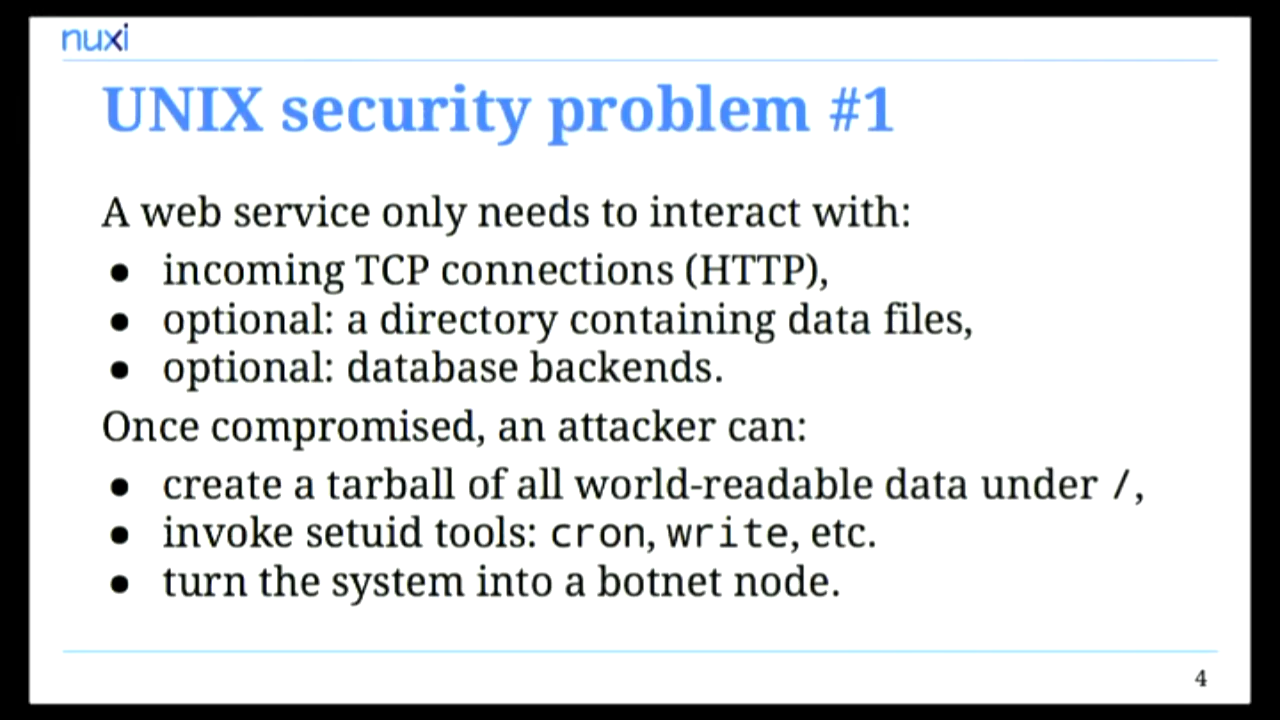 nuxi
UNIX security problem #1
A web service only needs to interact with:
● incoming TCP connections (HTTP),
● optional: a directory containing data files,
● optional: database backends.
Once compromised, an attacker can:
● create a tarball of all world-readable data under /,
● invoke setuid tools: cron, write, etc.
● turn the system into a botnet node.
4